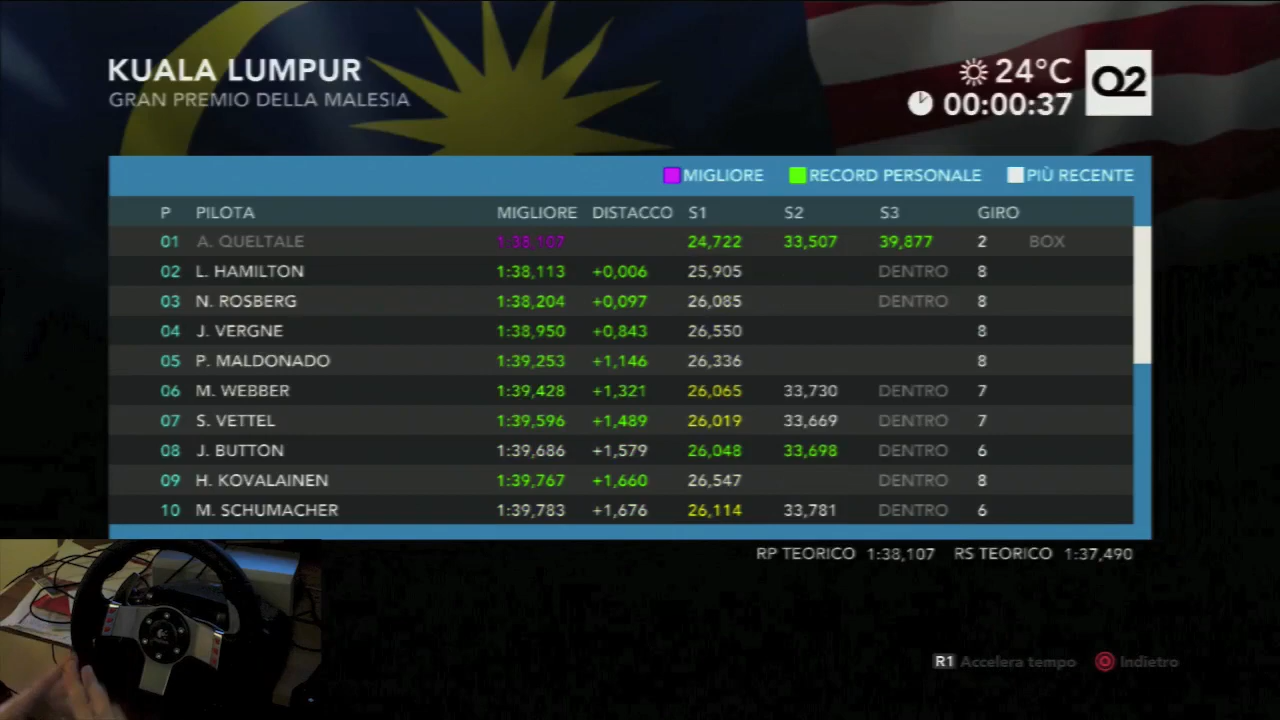 KUALA LUMPUR
GRAN PREMIO DELLA MALESIA
24°C
00:00:37
Q2
MIGLIORE RECORD PERSONALE PIÙ RECENTE
P PILOTA MIGLIORE DISTACCO S1 S2 S3 GIRO
01 A. QUELTALE 1:38,107 24,722 33,507 39,877 2 BOX
02 L. HAMILTON 1:38,113 +0,006 25,905 DENTRO 8
03 N. ROSBERG 1:38,204 +0,097 26,085 DENTRO 8
04 J. VERGNE 1:38,950 +0,843 26,550 8
05 P. MALDONADO 1:39,253 +1,146 26,336 8
06 M. WEBBER 1:39,428 +1,321 26,065 33,730 DENTRO 7
07 S. VETTEL 1:39,596 +1,489 26,019 33,669 DENTRO 7
08 J. BUTTON 1:39,686 +1,579 26,048 33,698 DENTRO 6
09 H. KOVALAINEN 1:39,767 +1,660 26,547 DENTRO 8
10 M. SCHUMACHER 1:39,783 +1,676 26,114 33,781 DENTRO 6
RP TEORICO 1:38,107 RS TEORICO 1:37,490
R1 Accelera tempo Indietro